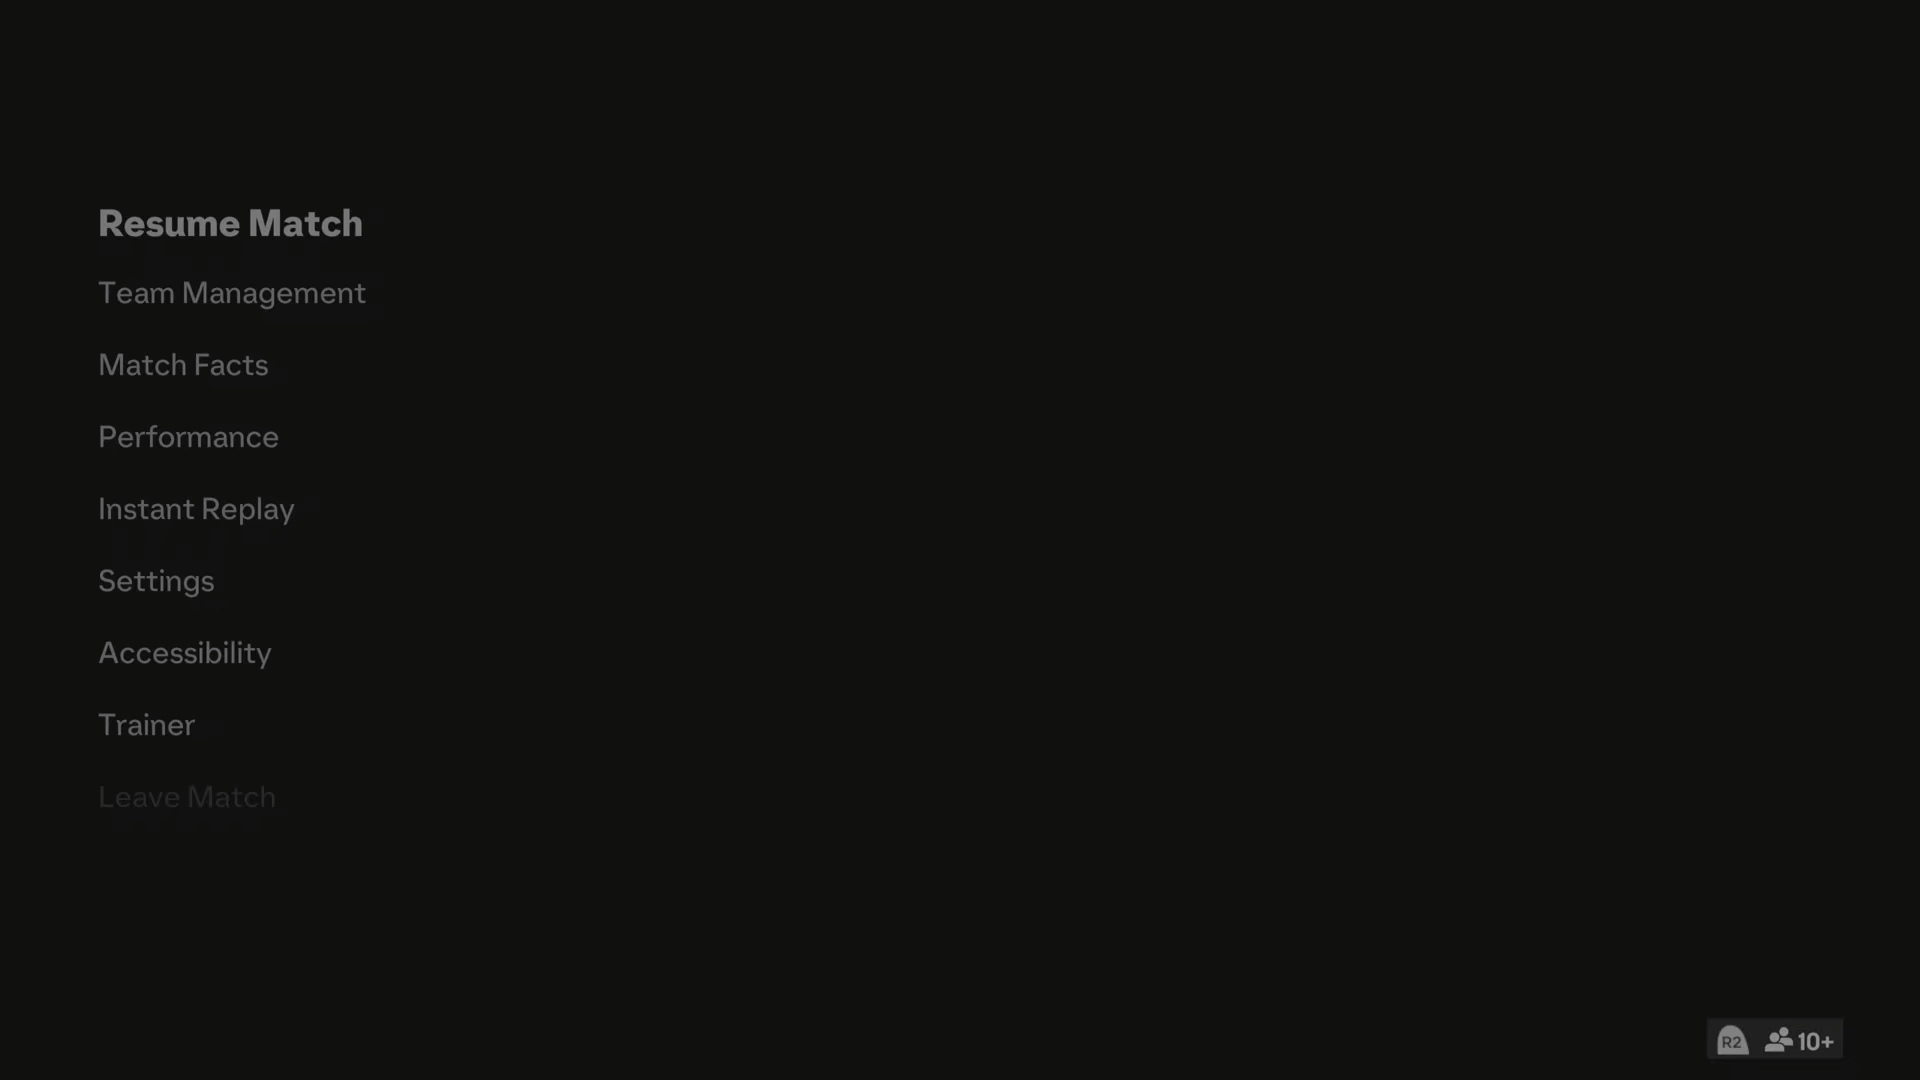 Resume Match
Team Management
Match Facts
Performance
Instant Replay
Settings
Accessibility
Trainer
Leave Match
R2 10+